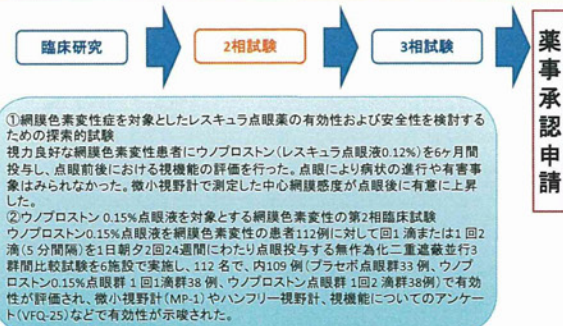 臨床研究
2相試験
3相試験
薬事承認申請
①網膜色素変性症を対象としたレスキュラ点眼薬の有効性および安全性を検討する
ための探索的試験
視力良好な網膜色素変性患者にウノプロストン(レスキュラ点眼液0.12%)を6ヶ月間
投与し、点眼前後における視機能の評価を行った。点眼により病状の進行や有害事
象はみられなかった。微小視野計で測定した中心網膜感度が点眼後に有意に上昇
した。
②ウノプロストン 0.15%点眼液を対象とする網膜色素変性の第2相臨床試験
ウノプロストン0.15%点眼液を網膜色素変性の患者112例に対して回1 滴または1 回2
滴(5 分間隔)を1日朝夕2回24週間にわたり点眼投与する無作為化二重遮蔽並行3
群間比較試験を6施設で実施し、112 名で、内109 例(プラセボ点眼群33 例、ウノプ
ロストン0.15%点眼群 1 回1滴群38 例、ウノプロストン点眼群 1回2 滴群38例)で有効
性が評価され、微小視野計(MP-1)やハンフリー視野計、視機能についてのアンケー
ト(VFQ-25)などで有効性が示唆された。